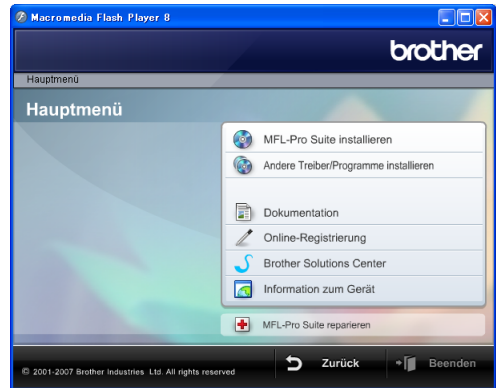 Macromedia Flash Player 8
brother
Hauptmenü
Hauptmenü
MFL-Pro Suite installieren
Andere Treiber/Programme installieren
Dokumentation
Online-Registrierung
Brother Solutions Center
Information zum Gerät
MFL-Pro Suite reparieren
© 2001-2007 Brother Industries Ltd. All rights reserved
Zurück
Beenden